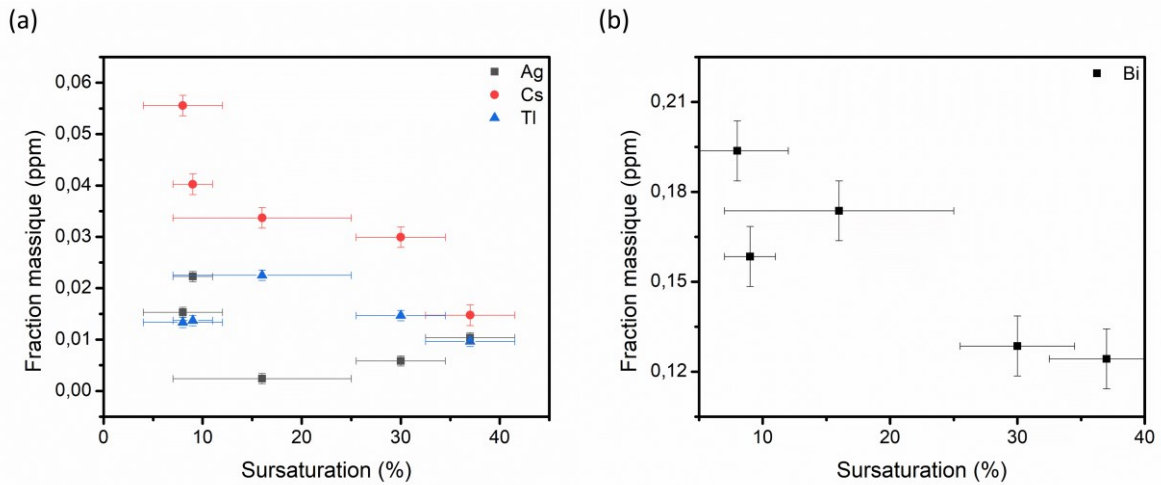 (a)
Fraction massique (ppm)
0,06
0,05
0,04
0,03
0,02
0,01
0,00
0 10 20 30 40
Sursaturation (%)
Ag
Cs
Tl
(b)
Fraction massique (ppm)
0,21
0,18
0,15
0,12
10 20 30 40
Sursaturation (%)
Bi